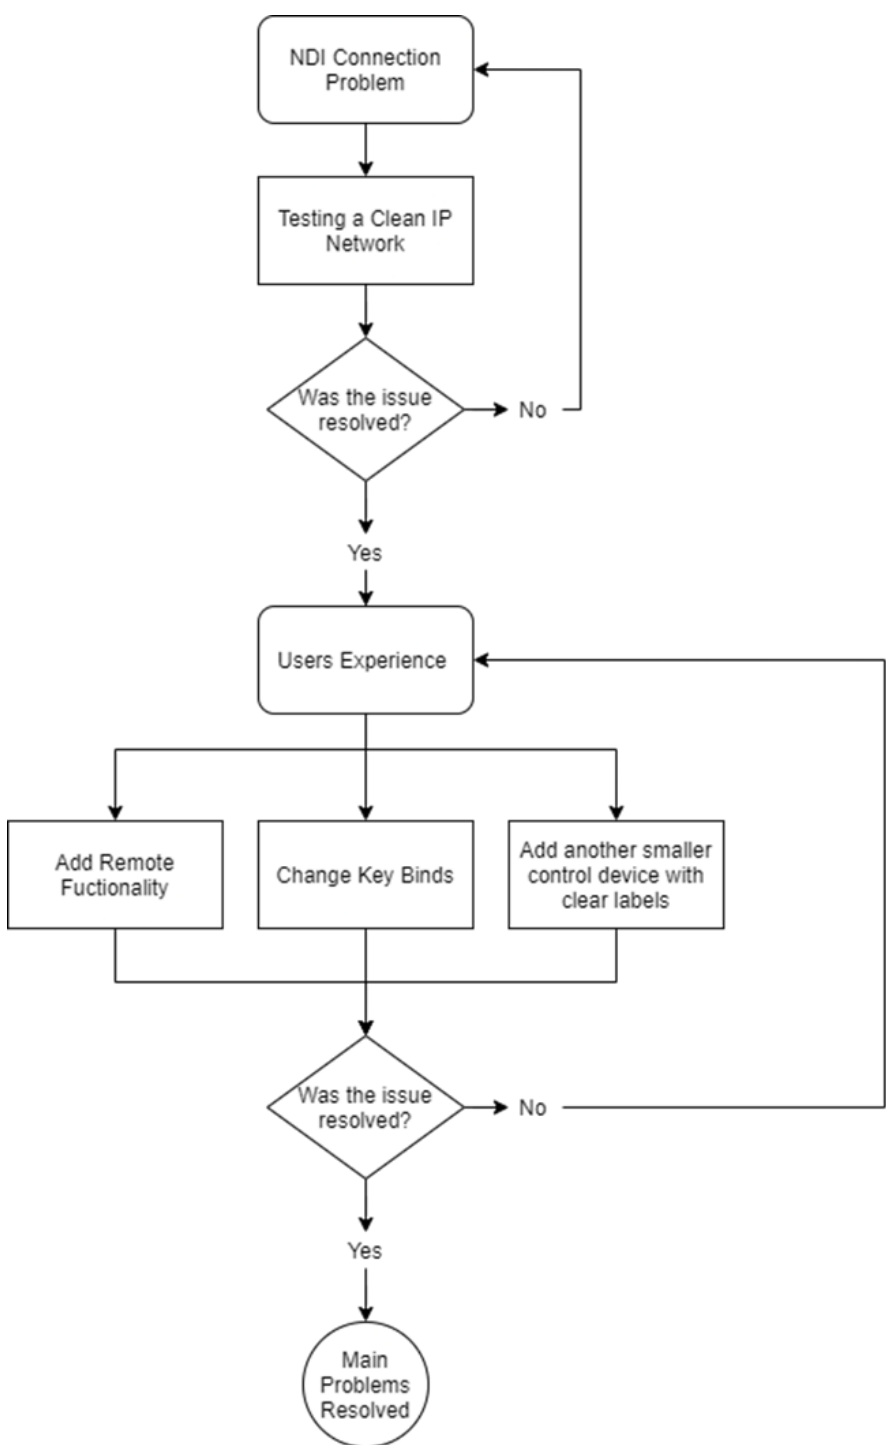 NDI Connection
Problem
Testing a Clean IP
Network
Was the issue
resolved?
No
Yes
Users Experience
Add Remote
Fuctionality
Change Key Binds
Add another smaller
control device with
clear labels
Was the issue
resolved?
No
Yes
Main
Problems
Resolved